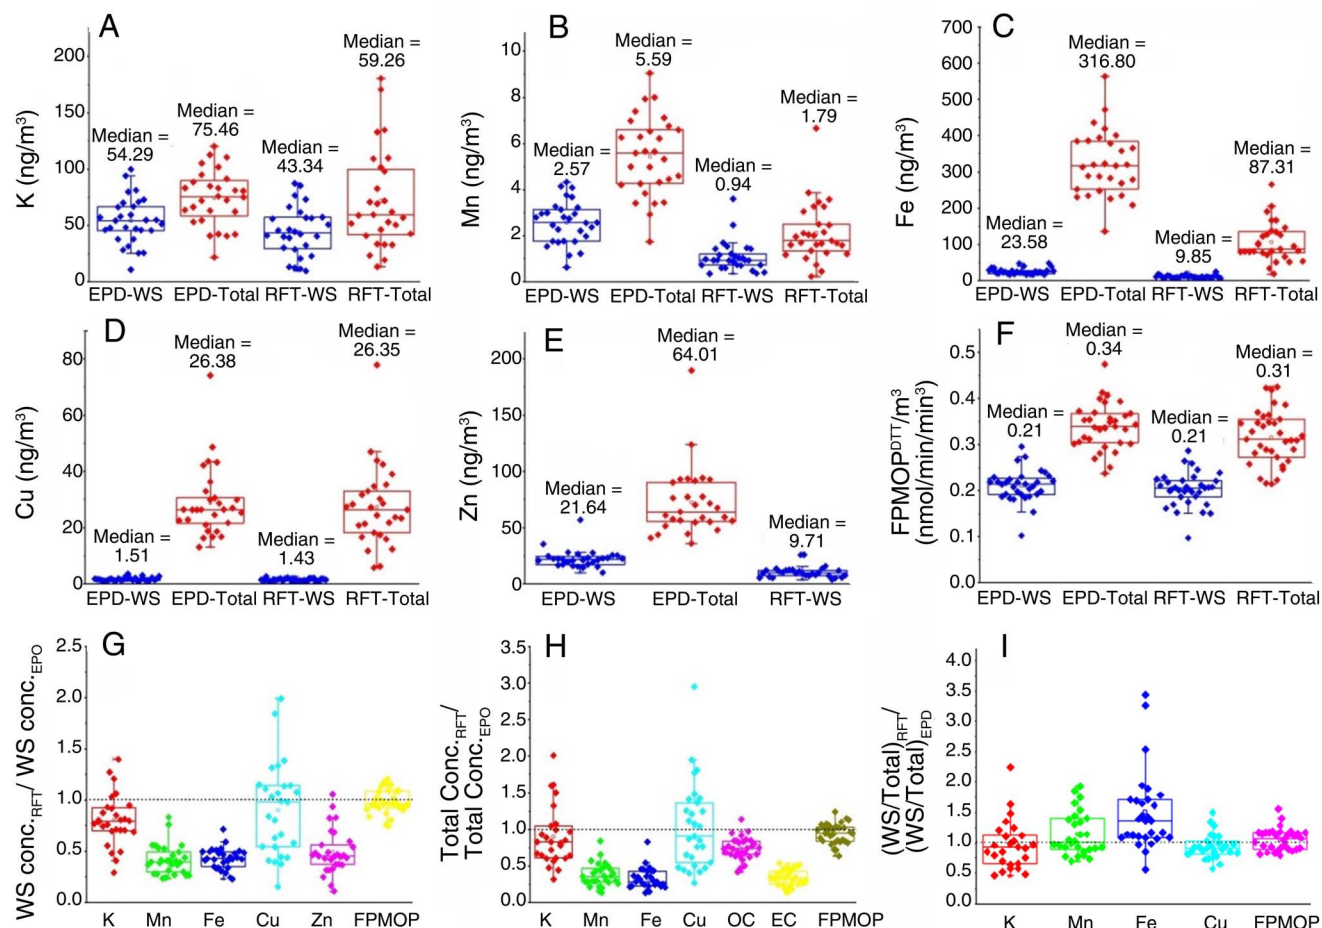 A
K (ng/m³)
200
150
100
50
0
Median =
54.29
Median =
75.46
Median =
43.34
Median =
59.26
EPD-WS EPD-Total RFT-WS RFT-Total
B
Mn (ng/m³)
10
8
6
4
2
0
Median =
2.57
Median =
5.59
Median =
0.94
Median =
1.79
EPD-WS EPD-Total RFT-WS RFT-Total
C
Fe (ng/m³)
700
600
500
400
300
200
100
0
Median =
23.58
Median =
316.80
Median =
9.85
Median =
87.31
EPD-WS EPD-Total RFT-WS RFT-Total
D
Cu (ng/m³)
80
60
40
20
0
Median =
1.51
Median =
26.38
Median =
1.43
Median =
26.35
EPD-WS EPD-Total RFT-WS RFT-Total
E
Zn (ng/m³)
200
150
100
50
0
Median =
21.64
Median =
64.01
Median =
9.71
EPD-WS EPD-Total RFT-WS
F
FPMOPᴰᵀᵀ/m³
(nmol/min/min³)
0.5
0.4
0.3
0.2
0.1
0.0
Median =
0.21
Median =
0.34
Median =
0.21
Median =
0.31
EPD-WS EPD-Total RFT-WS RFT-Total
G
WS conc.RFT/ WS conc.EPO
2.5
2.0
1.5
1.0
0.5
0.0
K Mn Fe Cu Zn FPMOP
H
Total Conc.RFT/
Total Conc.EPO
3.5
3.0
2.5
2.0
1.5
1.0
0.5
0.0
K Mn Fe Cu OC EC FPMOP
I
(WS/Total)RFT/
(WS/Total)EPD
4.0
3.5
3.0
2.5
2.0
1.5
1.0
0.5
0.0
K Mn Fe Cu FPMOP